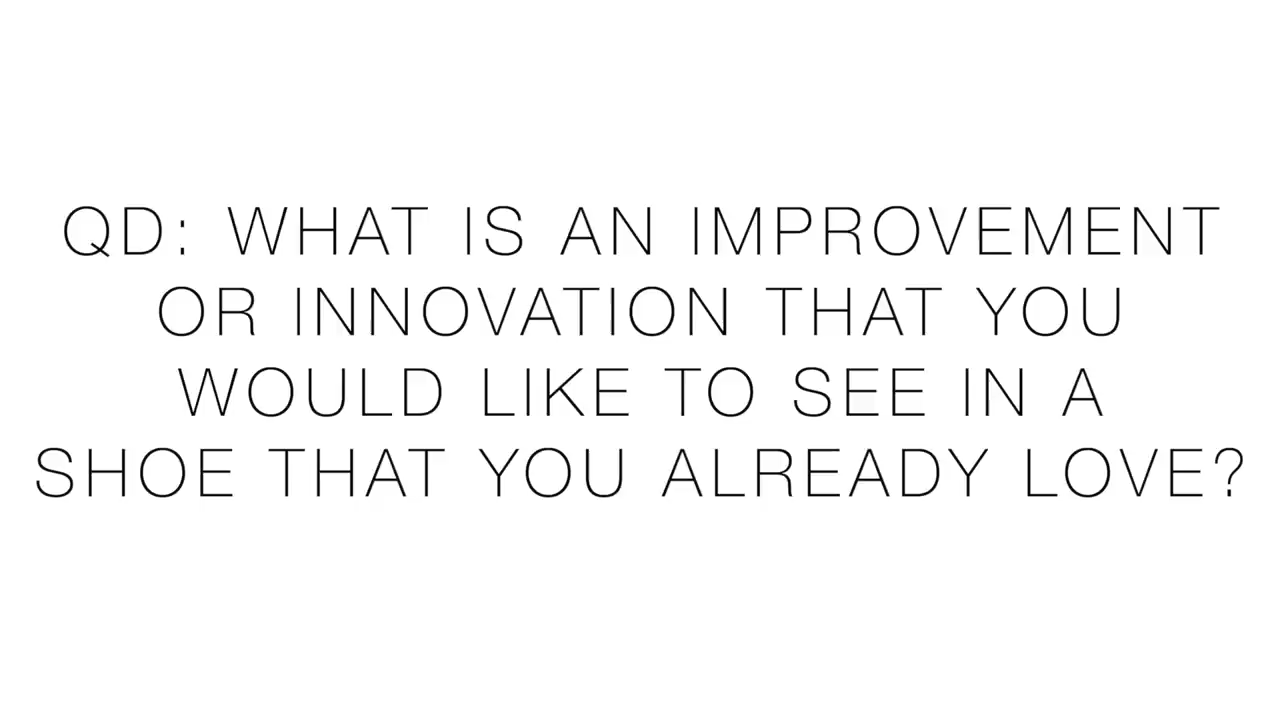 QD: WHAT IS AN IMPROVEMENT
OR INNOVATION THAT YOU
WOULD LIKE TO SEE IN A
SHOE THAT YOU ALREADY LOVE?